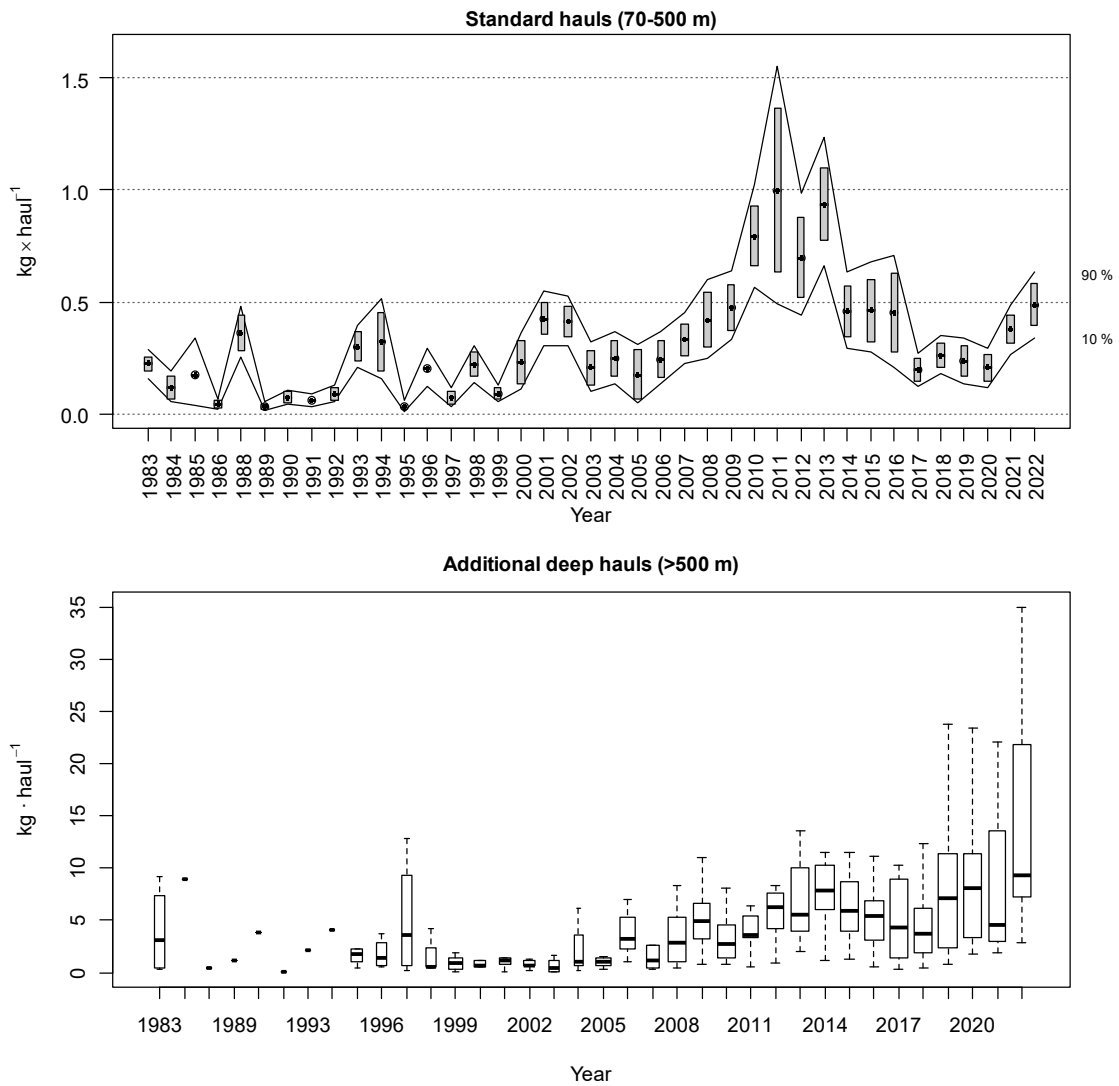 Standard hauls (70-500 m)
kg × haul⁻¹
1.5
1.0
0.5
0.0
90 %
10 %
1983 1984 1985 1986 1988 1989 1990 1991 1992 1993 1994 1995 1996 1997 1998 1999 2000 2001 2002 2003 2004 2005 2006 2007 2008 2009 2010 2011 2012 2013 2014 2015 2016 2017 2018 2019 2020 2021 2022
Year
Additional deep hauls (>500 m)
kg · haul⁻¹
35
30
25
20
15
10
5
0
1983 1989 1993 1996 1999 2002 2005 2008 2011 2014 2017 2020
Year